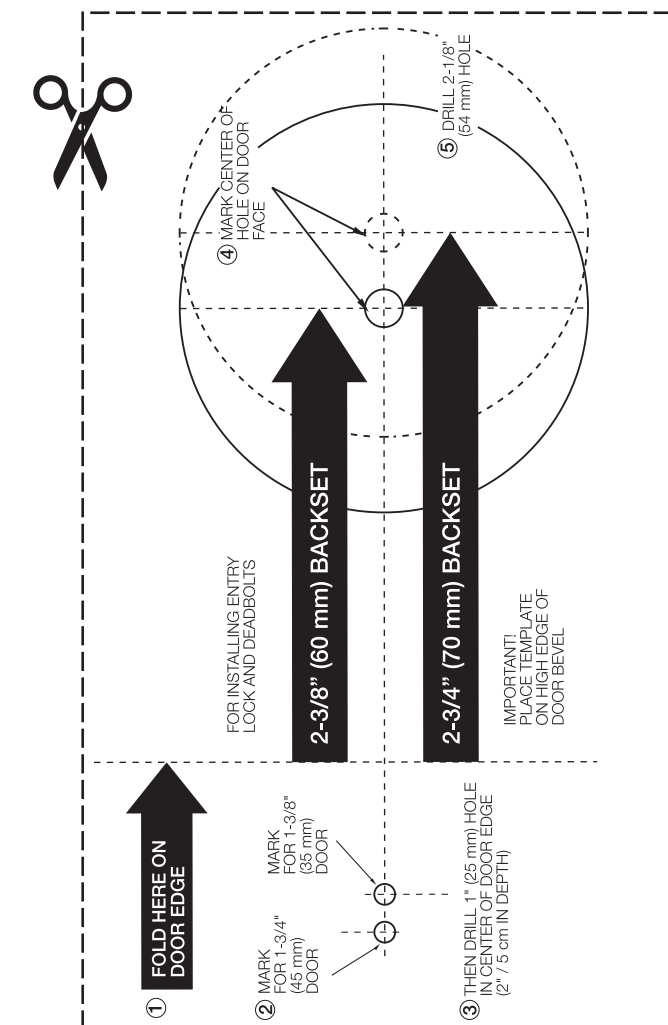 ① FOLD HERE ON
DOOR EDGE
② MARK
FOR 1-3/4"
(45 mm)
DOOR
MARK
FOR 1-3/8"
(35 mm)
DOOR
③ THEN DRILL 1" (25 mm) HOLE
IN CENTER OF DOOR EDGE
(2" / 5 cm IN DEPTH)
FOR INSTALLING ENTRY
LOCK AND DEADBOLTS
2-3/8” (60 mm) BACKSET
2-3/4” (70 mm) BACKSET
IMPORTANT!
PLACE TEMPLATE
ON HIGH EDGE OF
DOOR BEVEL
④ MARK CENTER OF
HOLE ON DOOR
FACE
⑤ DRILL 2-1/8"
(54 mm) HOLE